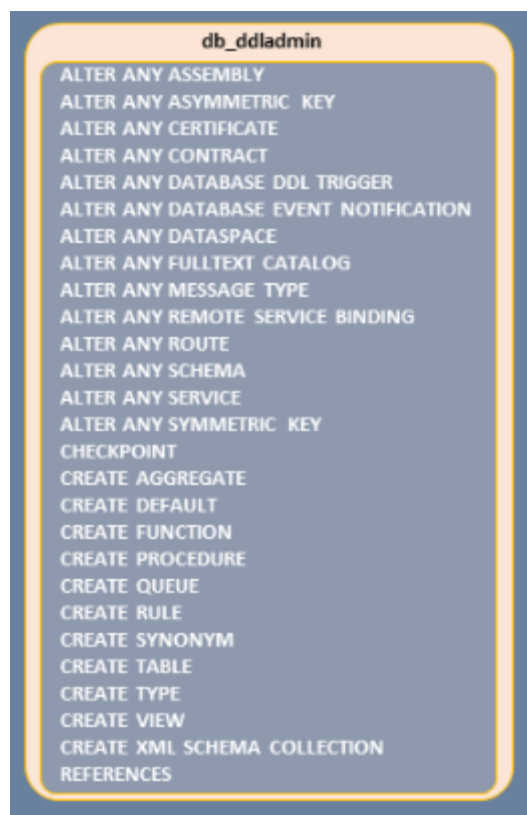 db_ddladmin
ALTER ANY ASSEMBLY
ALTER ANY ASYMMETRIC KEY
ALTER ANY CERTIFICATE
ALTER ANY CONTRACT
ALTER ANY DATABASE DDL TRIGGER
ALTER ANY DATABASE EVENT NOTIFICATION
ALTER ANY DATASPACE
ALTER ANY FULLTEXT CATALOG
ALTER ANY MESSAGE TYPE
ALTER ANY REMOTE SERVICE BINDING
ALTER ANY ROUTE
ALTER ANY SCHEMA
ALTER ANY SERVICE
ALTER ANY SYMMETRIC KEY
CHECKPOINT
CREATE AGGREGATE
CREATE DEFAULT
CREATE FUNCTION
CREATE PROCEDURE
CREATE QUEUE
CREATE RULE
CREATE SYNONYM
CREATE TABLE
CREATE TYPE
CREATE VIEW
CREATE XML SCHEMA COLLECTION
REFERENCES